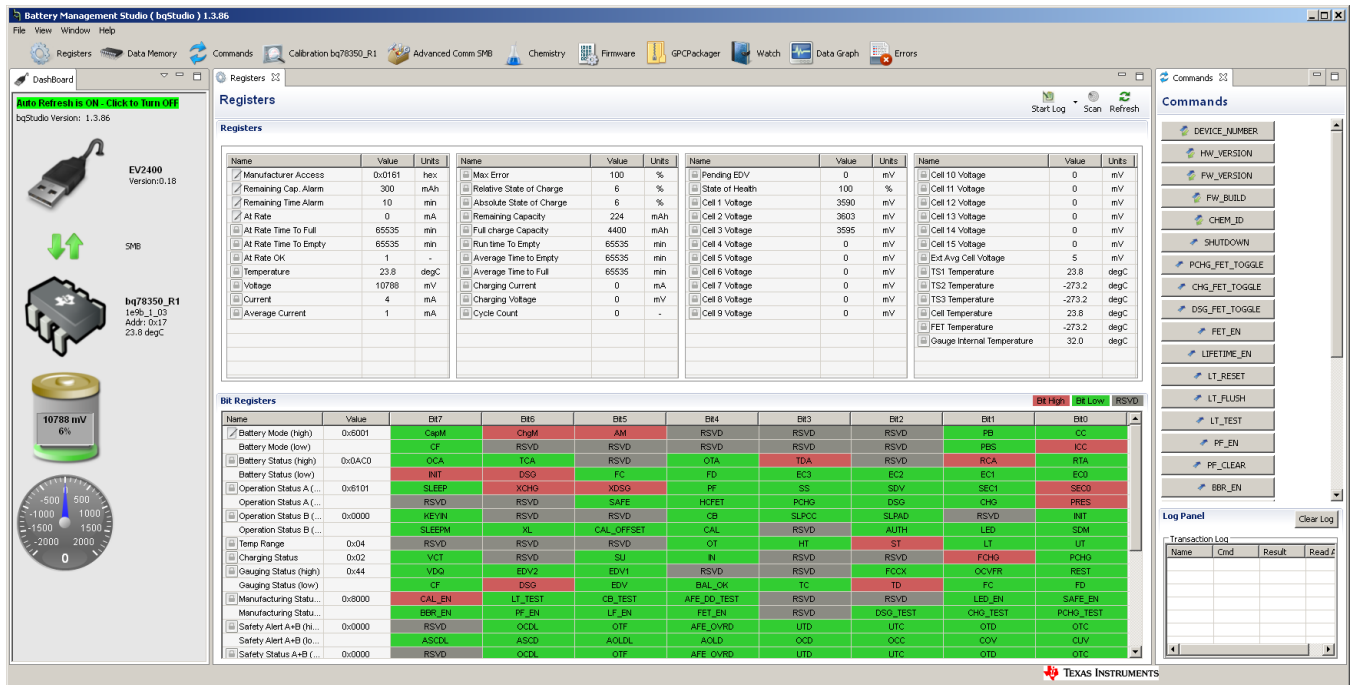 Battery Management Studio ( bqStudio ) 1.3.86
File View Window Help
Registers Data Memory Commands Calibration bq78350_R1 Advanced Comm SMB Chemistry Firmware GPCPackager Watch Data Graph Errors
DashBoard
Auto Refresh is ON - Click to Turn OFF
bqStudio Version: 1.3.86
EV2400
Version:0.18
SMB
bq78350_R1
1e9b_1_03
Addr: 0x17
23.8 degC
10788 mV
6%
-500 500
-1000 1000
-1500 1500
-2000 2000
0
Registers
Registers
Start Log Scan Refresh
Registers
Name Value Units
Manufacturer Access 0x0161 hex
Remaining Cap. Alarm 300 mAh
Remaining Time Alarm 10 min
At Rate 0 mA
At Rate Time To Full 65535 min
At Rate Time To Empty 65535 min
At Rate OK 1 -
Temperature 23.8 degC
Voltage 10788 mV
Current 4 mA
Average Current 1 mA
Name Value Units
Max Error 100 %
Relative State of Charge 6 %
Absolute State of Charge 6 %
Remaining Capacity 224 mAh
Full charge Capacity 4400 mAh
Run time To Empty 65535 min
Average Time to Empty 65535 min
Average Time to Full 65535 min
Charging Current 0 mA
Charging Voltage 0 mV
Cycle Count 0 -
Name Value Units
Pending EDV 0 mV
State of Health 100 %
Cell 1 Voltage 3590 mV
Cell 2 Voltage 3603 mV
Cell 3 Voltage 3595 mV
Cell 4 Voltage 0 mV
Cell 5 Voltage 0 mV
Cell 6 Voltage 0 mV
Cell 7 Voltage 0 mV
Cell 8 Voltage 0 mV
Cell 9 Voltage 0 mV
Name Value Units
Cell 10 Voltage 0 mV
Cell 11 Voltage 0 mV
Cell 12 Voltage 0 mV
Cell 13 Voltage 0 mV
Cell 14 Voltage 0 mV
Cell 15 Voltage 0 mV
Ext Avg Cell Voltage 5 mV
TS1 Temperature 23.8 degC
TS2 Temperature -273.2 degC
TS3 Temperature -273.2 degC
Cell Temperature 23.8 degC
FET Temperature -273.2 degC
Gauge Internal Temperature 32.0 degC
Bit Registers Bit High Bit Low RSVD
Name Value Bit7 Bit6 Bit5 Bit4 Bit3 Bit2 Bit1 Bit0
Battery Mode (high) 0x6001 CapM ChgM AM RSVD RSVD RSVD PB CC
Battery Mode (low) CF RSVD RSVD RSVD RSVD RSVD PBS ICC
Battery Status (high) 0x0AC0 OCA TCA RSVD OTA TDA RSVD RCA RTA
Battery Status (low) INIT DSG FC FD EC3 EC2 EC1 EC0
Operation Status A (... 0x6101 SLEEP XCHG XDSG PF SS SDV SEC1 SEC0
Operation Status A (... RSVD RSVD SAFE HCFET PCHG DSG CHG PRES
Operation Status B (... 0x0000 KEYIN RSVD RSVD CB SLPCC SLPAD RSVD INIT
Operation Status B (... SLEEPM XL CAL_OFFSET CAL RSVD AUTH LED SDM
Temp Range 0x04 RSVD RSVD RSVD OT HT ST LT UT
Charging Status 0x02 VCT RSVD SU IN RSVD RSVD FCHG PCHG
Gauging Status (high) 0x44 VDQ EDV2 EDV1 RSVD RSVD FCCX OCVFR REST
Gauging Status (low) CF DSG EDV BAL_OK TC TD FC FD
Manufacturing Statu... 0x8000 CAL_EN LT_TEST CB_TEST AFE_DD_TEST RSVD RSVD LED_EN SAFE_EN
Manufacturing Statu... BBR_EN PF_EN LF_EN FET_EN RSVD DSG_TEST CHG_TEST PCHG_TEST
Safety Alert A+B (hi... 0x0000 RSVD OCDL OTF AFE_OVRD UTD UTC OTD OTC
Safety Alert A+B (lo... ASCDL ASCD AOLDL AOLD OCD OCC COV CUV
Safety Status A+B (... 0x0000 RSVD OCDL OTF AFE_OVRD UTD UTC OTD OTC
Commands
Commands
DEVICE_NUMBER
HW_VERSION
FW_VERSION
FW_BUILD
CHEM_ID
SHUTDOWN
PCHG_FET_TOGGLE
CHG_FET_TOGGLE
DSG_FET_TOGGLE
FET_EN
LIFETIME_EN
LT_RESET
LT_FLUSH
LT_TEST
PF_EN
PF_CLEAR
BBR_EN
Log Panel Clear Log
Transaction Log
Name Cmd Result Read A
TEXAS INSTRUMENTS